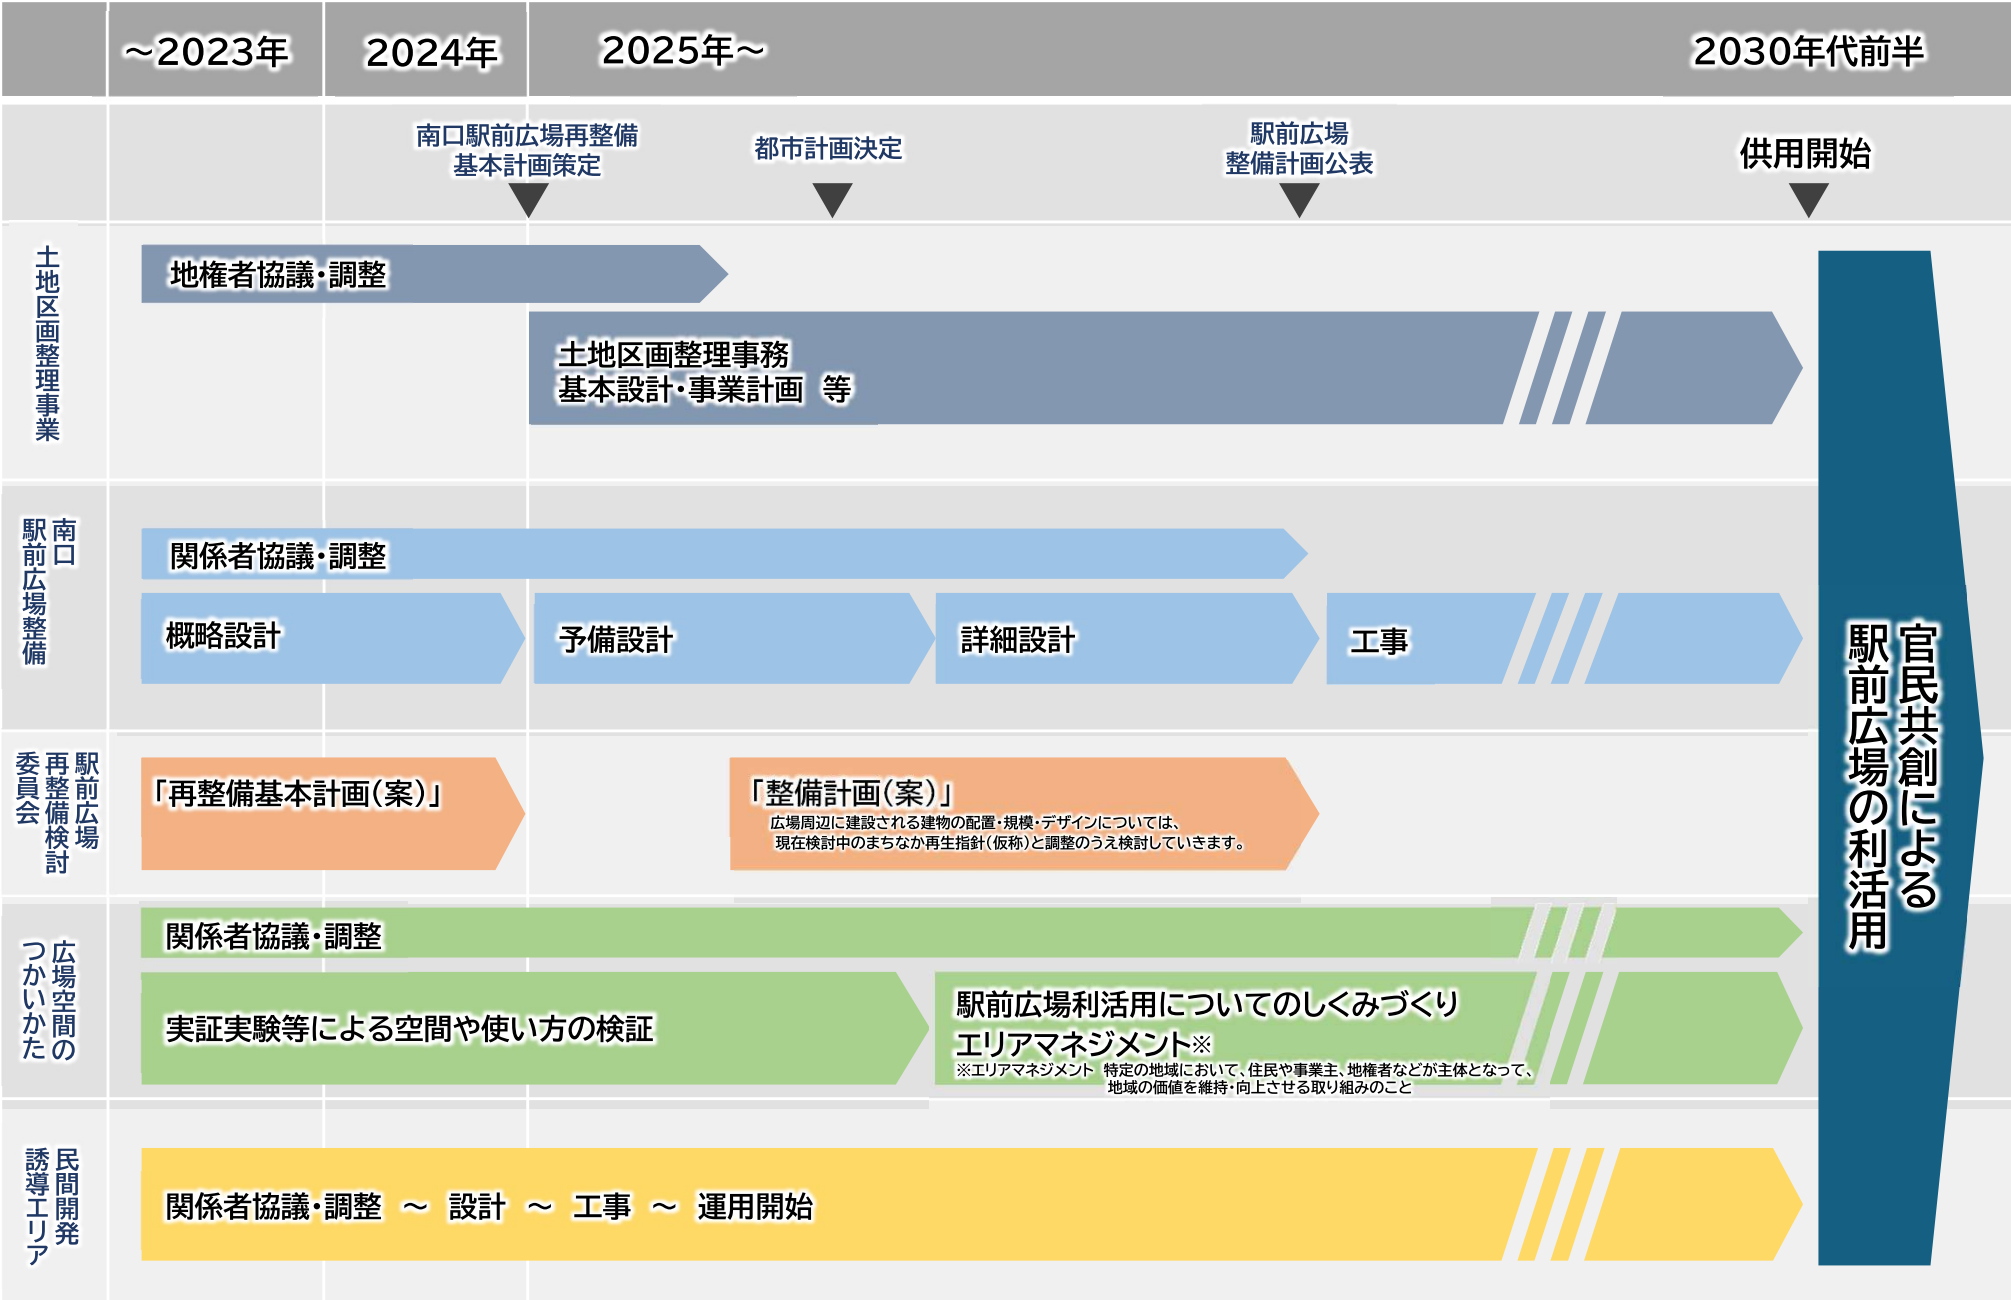 ～2023年
2024年
2025年～
2030年代前半
南口駅前広場再整備
基本計画策定
都市計画決定
駅前広場
整備計画公表
供用開始
土地区画整理事業
地権者協議・調整
土地区画整理事務
基本設計・事業計画　等
南口
駅前広場整備
関係者協議・調整
概略設計
予備設計
詳細設計
工事
駅前広場
再整備検討
委員会
「再整備基本計画（案）」
「整備計画（案）」
広場周辺に建設される建物の配置・規模・デザインについては、
現在検討中のまちなか再生指針（仮称）と調整のうえ検討していきます。
広場空間の
つかいかた
関係者協議・調整
実証実験等による空間や使い方の検証
駅前広場利活用についてのしくみづくり
エリアマネジメント※
※エリアマネジメント　特定の地域において、住民や事業主、地権者などが主体となって、
地域の価値を維持・向上させる取り組みのこと
民間開発
誘導エリア
関係者協議・調整　～　設計　～　工事　～　運用開始
官民共創による
駅前広場の利活用